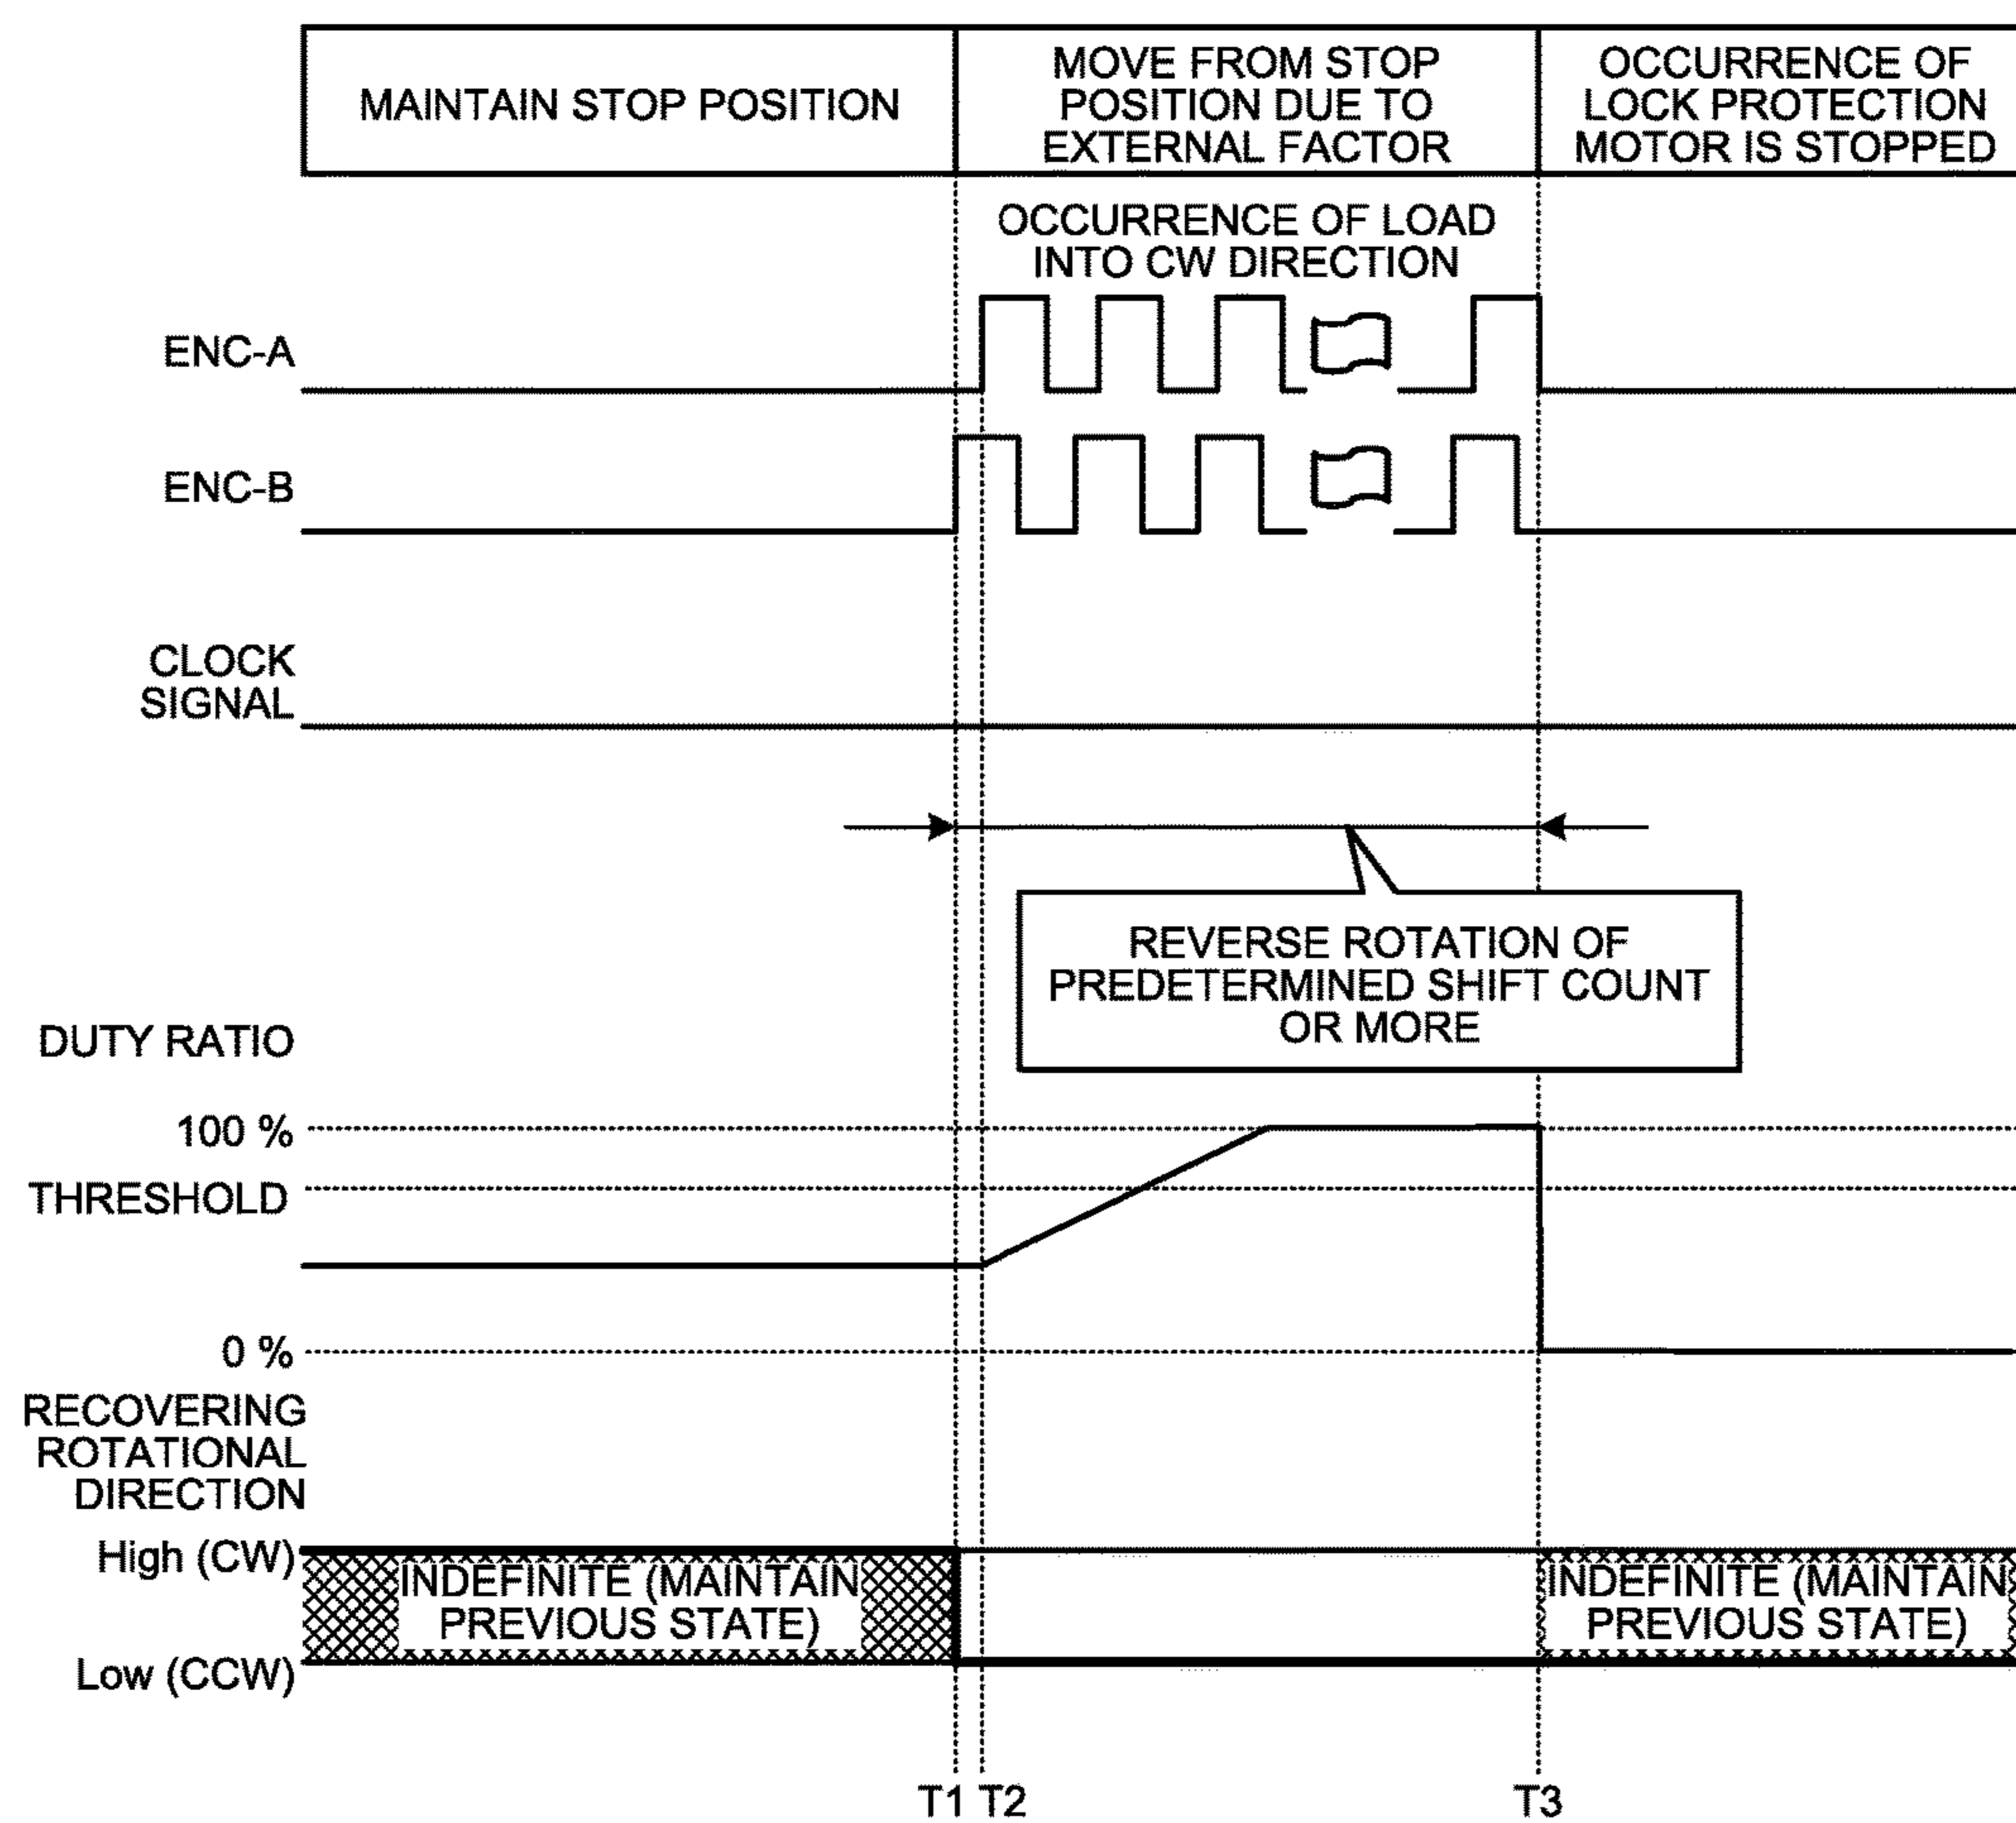 MAINTAIN STOP POSITION
MOVE FROM STOP
POSITION DUE TO
EXTERNAL FACTOR
OCCURRENCE OF
LOCK PROTECTION
MOTOR IS STOPPED
OCCURRENCE OF LOAD
INTO CW DIRECTION
ENC-A
ENC-B
CLOCK
SIGNAL
REVERSE ROTATION OF
PREDETERMINED SHIFT COUNT
OR MORE
DUTY RATIO
100 %
THRESHOLD
0 %
RECOVERING
ROTATIONAL
DIRECTION
High (CW)
INDEFINITE (MAINTAIN
PREVIOUS STATE)
INDEFINITE (MAINTAIN
PREVIOUS STATE)
Low (CCW)
T1 T2 T3